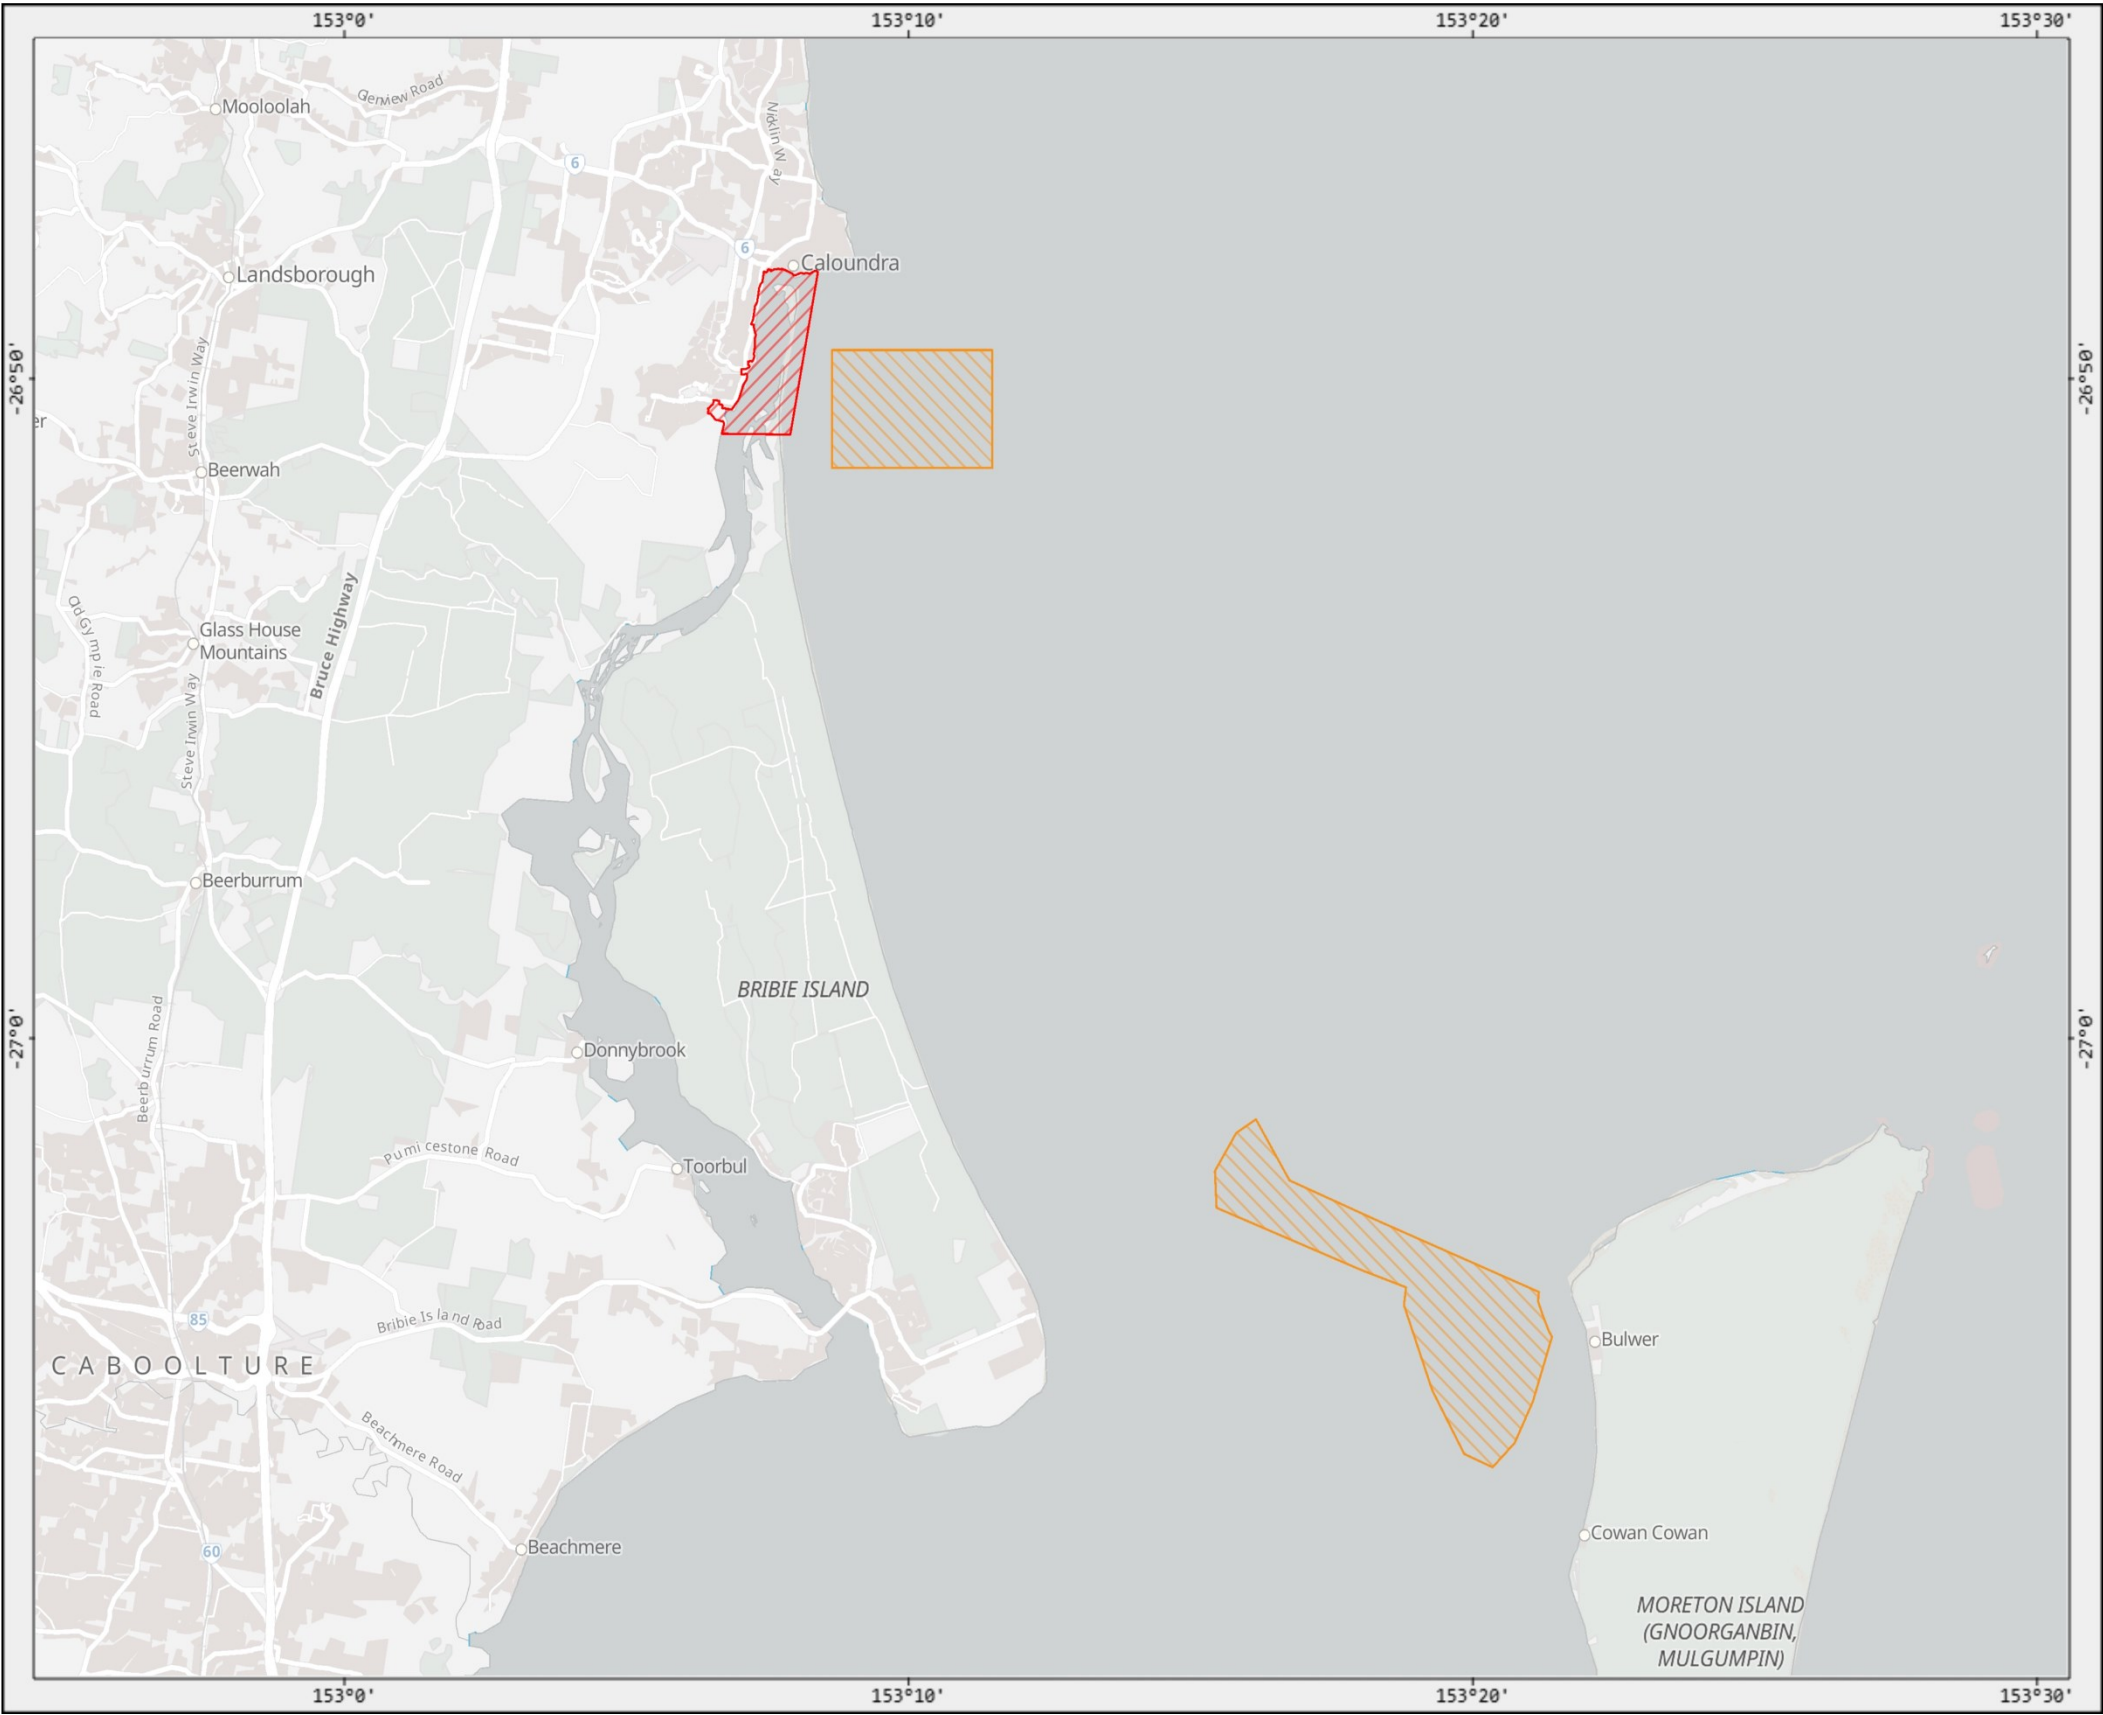 153°0'
153°10'
153°20'
153°30'
Mooloolah
Glenview Road
Nicklin Way
6
6
Caloundra
Landsborough
-26°50'
-26°50'
er
Steve Irwin Way
Beerwah
Bruce Highway
Old Gympie Road
Glass House
Mountains
Steve Irwin Way
Beerburrum
BRIBIE ISLAND
Beerburrum Road
-27°0'
-27°0'
Donnybrook
Pumicestone Road
Toorbul
85
Bribie Island Road
CABOOLTURE
Bulwer
Beachmere Road
Cowan Cowan
60
Beachmere
MORETON ISLAND
(GNOORGANBIN,
MULGUMPIN)
153°0'
153°10'
153°20'
153°30'